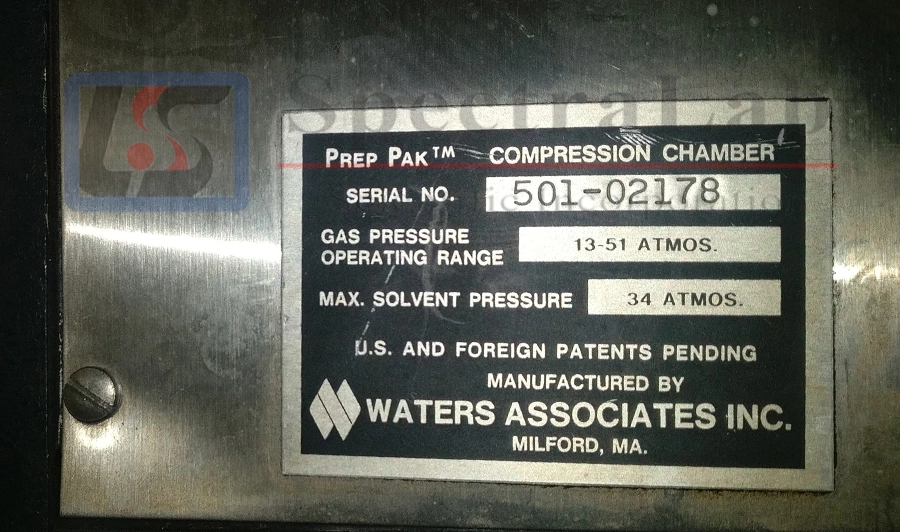 SpectraLab
PREP PAK™ COMPRESSION CHAMBER
SERIAL NO. 501-02178
GAS PRESSURE
OPERATING RANGE 13-51 ATMOS.
MAX. SOLVENT PRESSURE 34 ATMOS.
U.S. AND FOREIGN PATENTS PENDING
MANUFACTURED BY
WATERS ASSOCIATES INC.
MILFORD, MA.